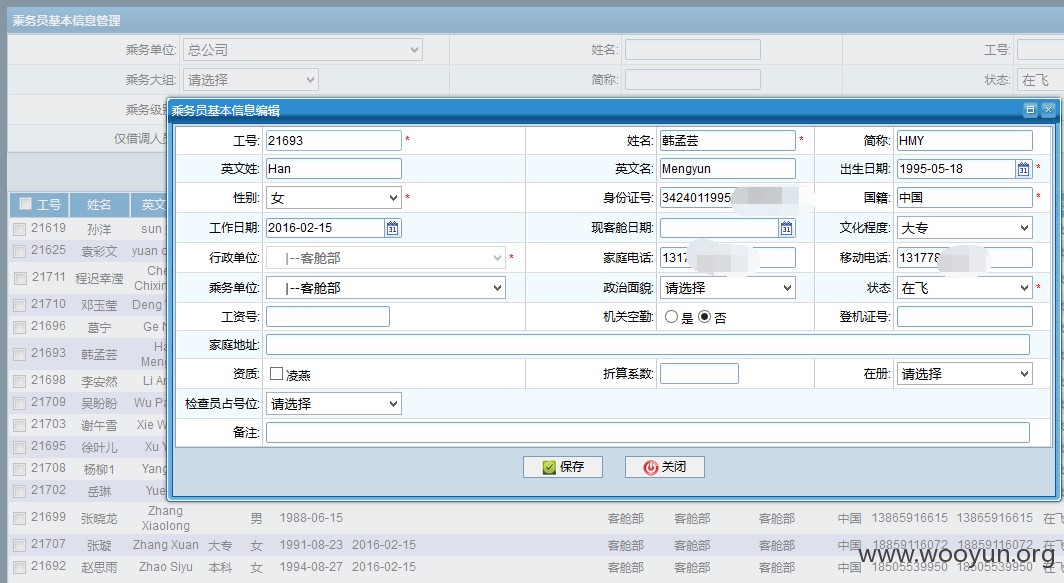 乘务员基本信息管理
乘务单位: 总公司 姓名: 工号:
乘务大组: 请选择 简称: 状态: 在飞
乘务级别
仅借调人员
乘务员基本信息编辑
工号: 21693 * 姓名: 韩孟芸 * 简称: HMY
英文姓: Han 英文名: Mengyun 出生日期: 1995-05-18 *
性别: 女 * 身份证号: 3424011995 国籍: 中国 *
工作日期: 2016-02-15 现客舱日期: 文化程度: 大专
行政单位: |--客舱部 * 家庭电话: 1317 移动电话: 131778
乘务单位: |--客舱部 政治面貌: 请选择 状态: 在飞 *
工资号: 机关空勤: 是 否 登机证号:
家庭地址:
资质: 凌燕 折算系数: 在册: 请选择
检查员占号位: 请选择
备注:
保存 关闭
工号 姓名 英文
21619 孙洋 sun
21625 袁彩文 yuan
21711 程迟幸滢 Che
Chixin
21710 邓玉莹 Deng
21696 葛宁 Ge N
21693 韩孟芸 Ha
Meng
21698 李安然 Li An
21709 吴盼盼 Wu Pa
21703 谢午雪 Xie W
21695 徐叶儿 Xu Y
21708 杨柳1 Yang
21702 岳琳 Yue
21699 张晓龙 Zhang
Xiaolong 男 1988-06-15 客舱部 客舱部 客舱部 中国 13865916615 13865916615 在飞
21707 张璇 Zhang Xuan 大专 女 1991-08-23 2016-02-15 客舱部 客舱部 客舱部 中国 18859116072 18859116072 在飞
21692 赵思雨 Zhao Siyu 本科 女 1994-08-27 2016-02-15 客舱部 客舱部 客舱部 中国 18505539950 18505539950 在飞
www.wooyun.org